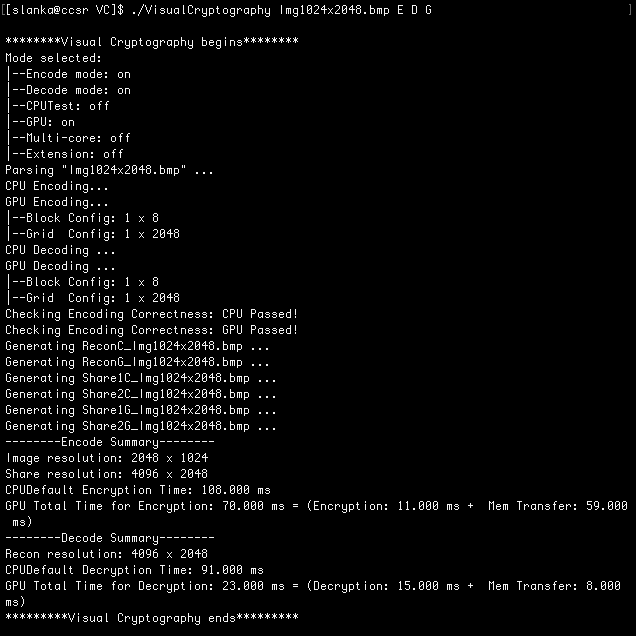 [[slanka@ccsr VC]$ ./VisualCryptography Img1024x2048.bmp E D G ]
********Visual Cryptography begins********
Mode selected:
|--Encode mode: on
|--Decode mode: on
|--CPUTest: off
|--GPU: on
|--Multi-core: off
|--Extension: off
Parsing "Img1024x2048.bmp" ...
CPU Encoding...
GPU Encoding...
|--Block Config: 1 x 8
|--Grid  Config: 1 x 2048
CPU Decoding ...
GPU Decoding ...
|--Block Config: 1 x 8
|--Grid  Config: 1 x 2048
Checking Encoding Correctness: CPU Passed!
Checking Encoding Correctness: GPU Passed!
Generating ReconC_Img1024x2048.bmp ...
Generating ReconG_Img1024x2048.bmp ...
Generating Share1C_Img1024x2048.bmp ...
Generating Share2C_Img1024x2048.bmp ...
Generating Share1G_Img1024x2048.bmp ...
Generating Share2G_Img1024x2048.bmp ...
--------Encode Summary--------
Image resolution: 2048 x 1024
Share resolution: 4096 x 2048
CPUDefault Encryption Time: 108.000 ms
GPU Total Time for Encryption: 70.000 ms = (Encryption: 11.000 ms +  Mem Transfer: 59.000
 ms)
--------Decode Summary--------
Recon resolution: 4096 x 2048
CPUDefault Decryption Time: 91.000 ms
GPU Total Time for Decryption: 23.000 ms = (Decryption: 15.000 ms +  Mem Transfer: 8.000
ms)
*********Visual Cryptography ends*********